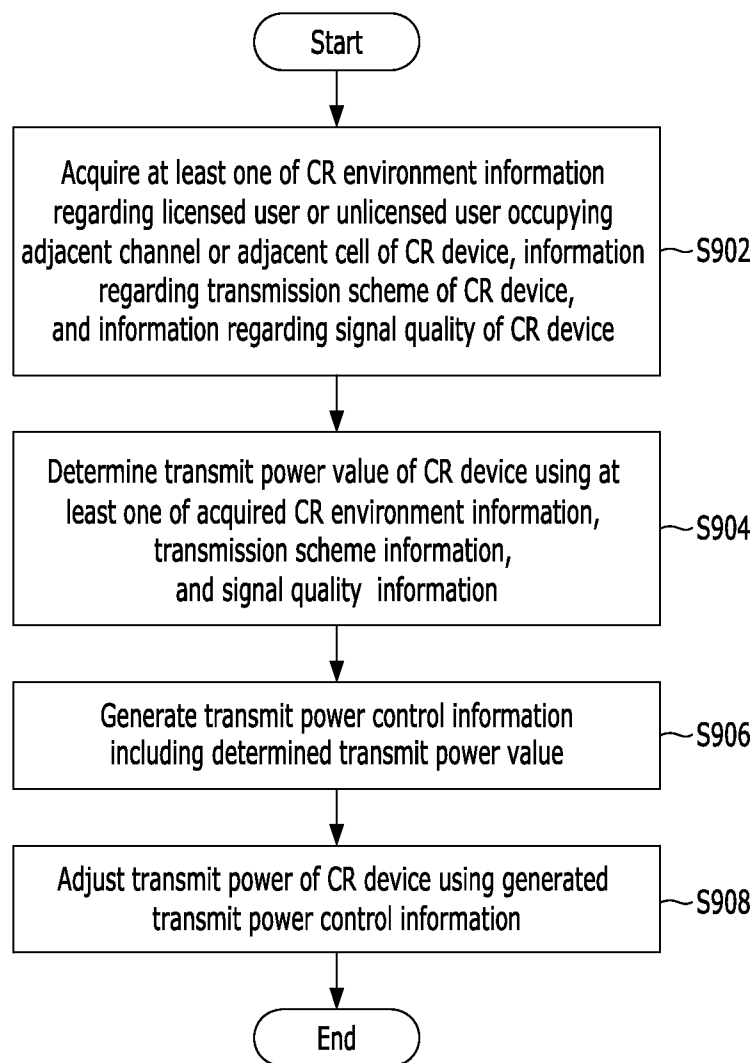 Start
Acquire at least one of CR environment information
regarding licensed user or unlicensed user occupying
adjacent channel or adjacent cell of CR device, information
regarding transmission scheme of CR device,
and information regarding signal quality of CR device
S902
Determine transmit power value of CR device using at
least one of acquired CR environment information,
transmission scheme information,
and signal quality information
S904
Generate transmit power control information
including determined transmit power value
S906
Adjust transmit power of CR device using generated
transmit power control information
S908
End